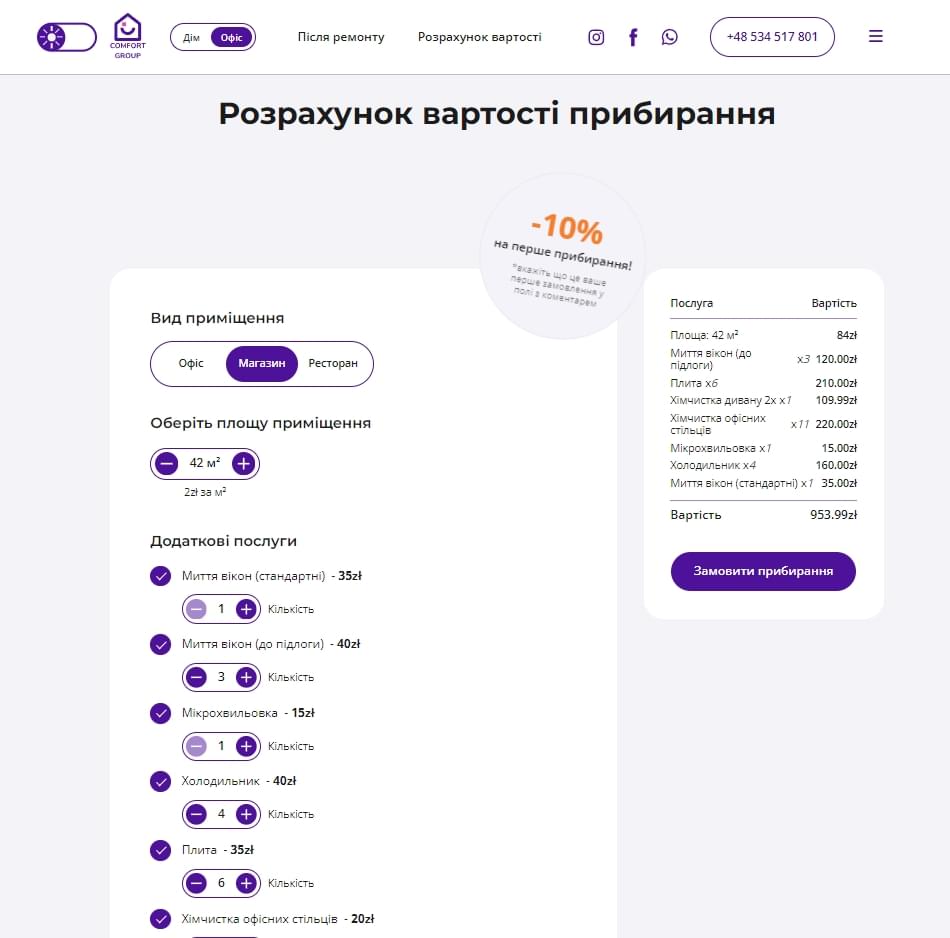 COMFORT
GROUP
Дім Офіс
Після ремонту
Розрахунок вартості
+48 534 517 801
Розрахунок вартості прибирання
-10%
на перше прибирання!
*вкажіть що це ваше
перше замовлення у
полі з коментарем
Вид приміщення
Офіс Магазин Ресторан
Оберіть площу приміщення
42 м²
2zł за м²
Додаткові послуги
Миття вікон (стандартні) - 35zł
1 Кількість
Миття вікон (до підлоги) - 40zł
3 Кількість
Мікрохвильовка - 15zł
1 Кількість
Холодильник - 40zł
4 Кількість
Плита - 35zł
6 Кількість
Хімчистка офісних стільців - 20zł
Послуга Вартість
Площа: 42 м² 84zł
Миття вікон (до
підлоги) x3 120.00zł
Плита x6 210.00zł
Хімчистка дивану 2x x1 109.99zł
Хімчистка офісних
стільців x11 220.00zł
Мікрохвильовка x1 15.00zł
Холодильник x4 160.00zł
Миття вікон (стандартні) x1 35.00zł
Вартість 953.99zł
Замовити прибирання